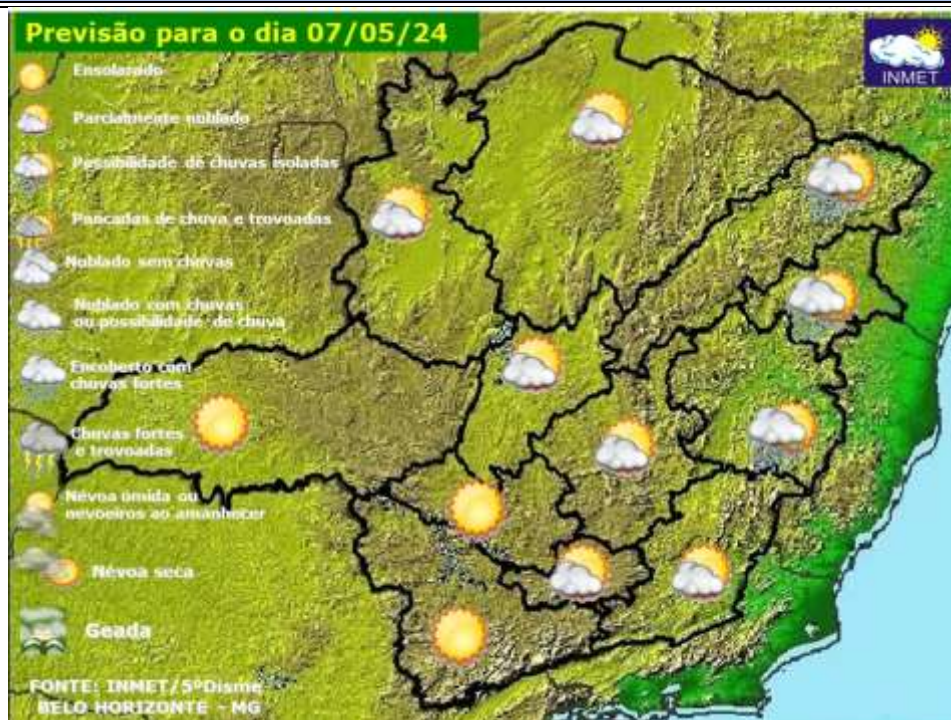 Previsão para o dia 07/05/24
INMET
Ensolarado
Parcialmente nublado
Possibilidade de chuvas isoladas
Pancadas de chuva e trovoadas
Nublado sem chuvas
Nublado com chuvas
ou possibilidade de chuva
Encoberto com
chuvas fortes
Chuvas fortes
e trovoadas
Névoa úmida ou
nevoeiros ao amanhecer
Névoa seca
Geada
FONTE: INMET/5ºDisme
BELO HORIZONTE - MG